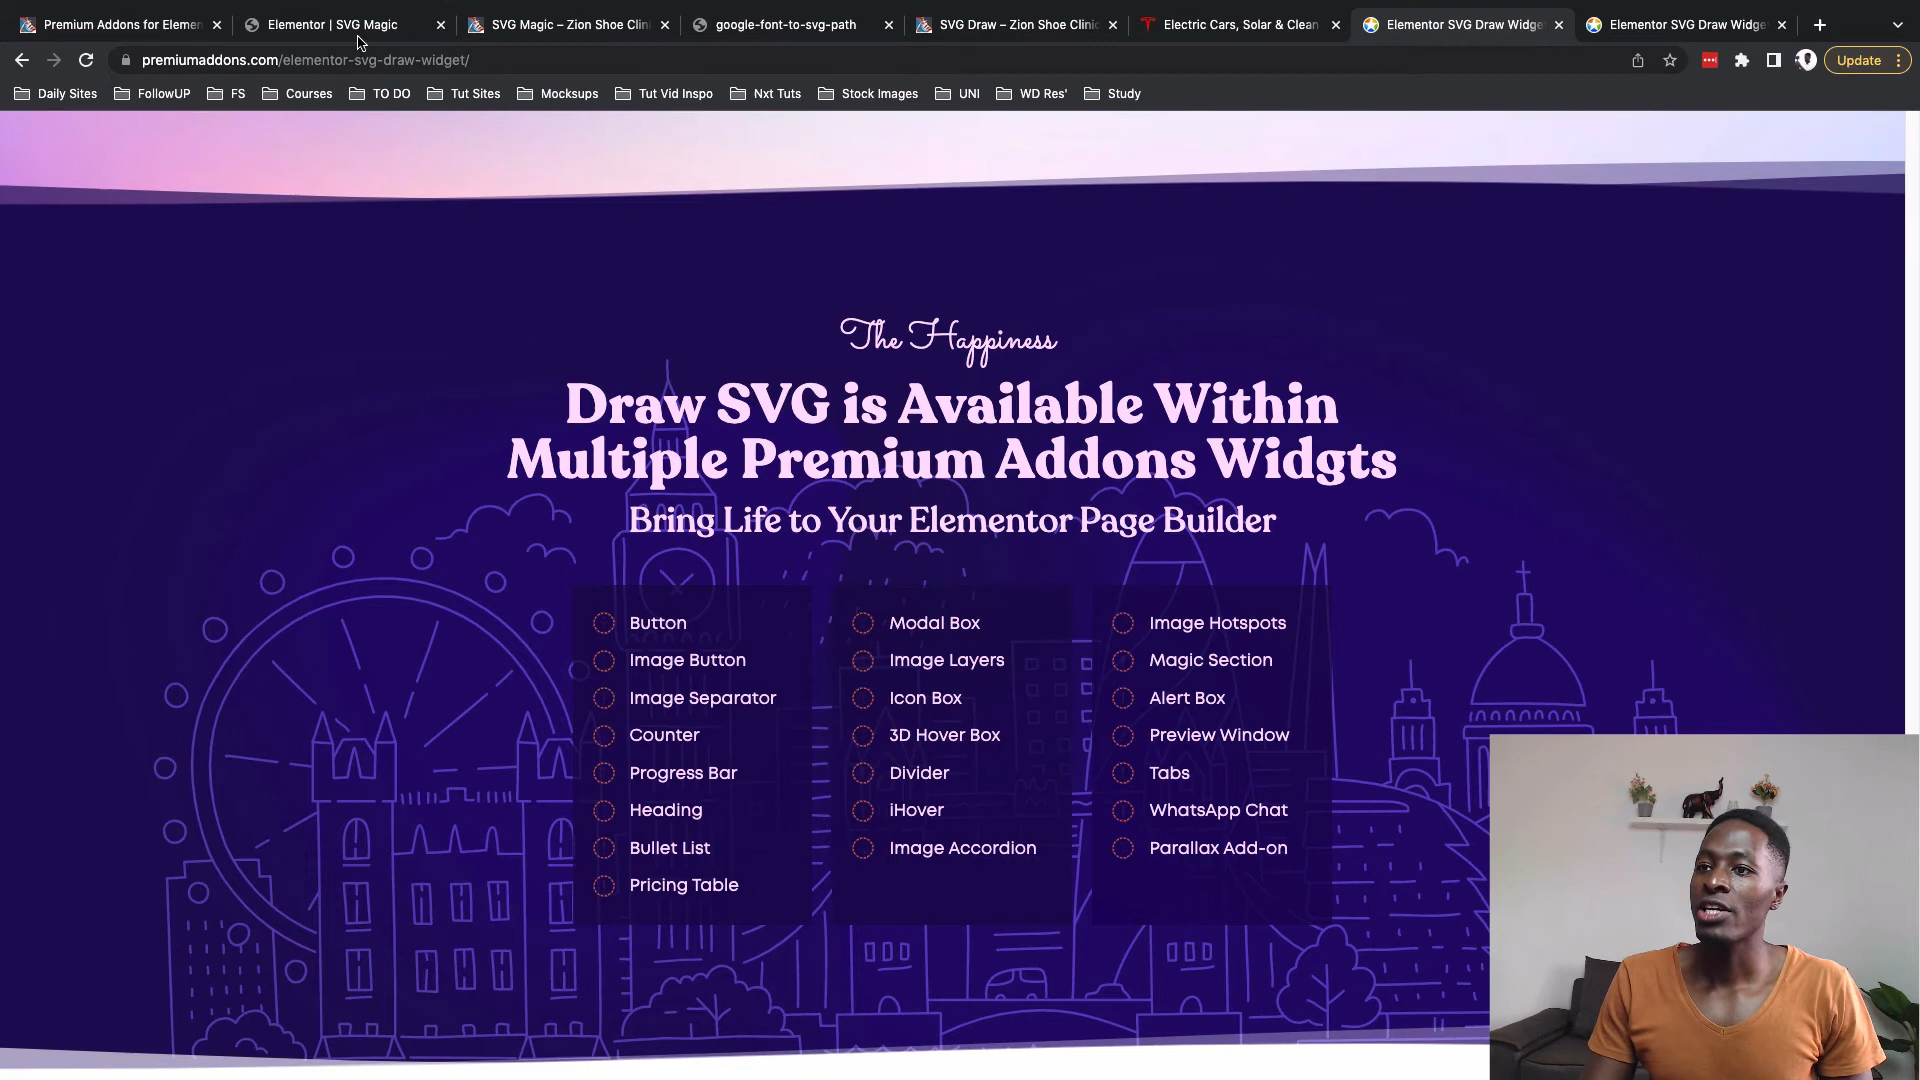 Premium Addons for Elemen
Elementor | SVG Magic
SVG Magic – Zion Shoe Clini
google-font-to-svg-path
SVG Draw – Zion Shoe Clinic
Electric Cars, Solar & Clean
Elementor SVG Draw Widge
Elementor SVG Draw Widge
premiumaddons.com/elementor-svg-draw-widget/
Update
Daily Sites
FollowUP
FS
Courses
TO DO
Tut Sites
Mocksups
Tut Vid Inspo
Nxt Tuts
Stock Images
UNI
WD Res'
Study
The Happiness
Draw SVG is Available Within
Multiple Premium Addons Widgts
Bring Life to Your Elementor Page Builder
Button
Image Button
Image Separator
Counter
Progress Bar
Heading
Bullet List
Pricing Table
Modal Box
Image Layers
Icon Box
3D Hover Box
Divider
iHover
Image Accordion
Image Hotspots
Magic Section
Alert Box
Preview Window
Tabs
WhatsApp Chat
Parallax Add-on